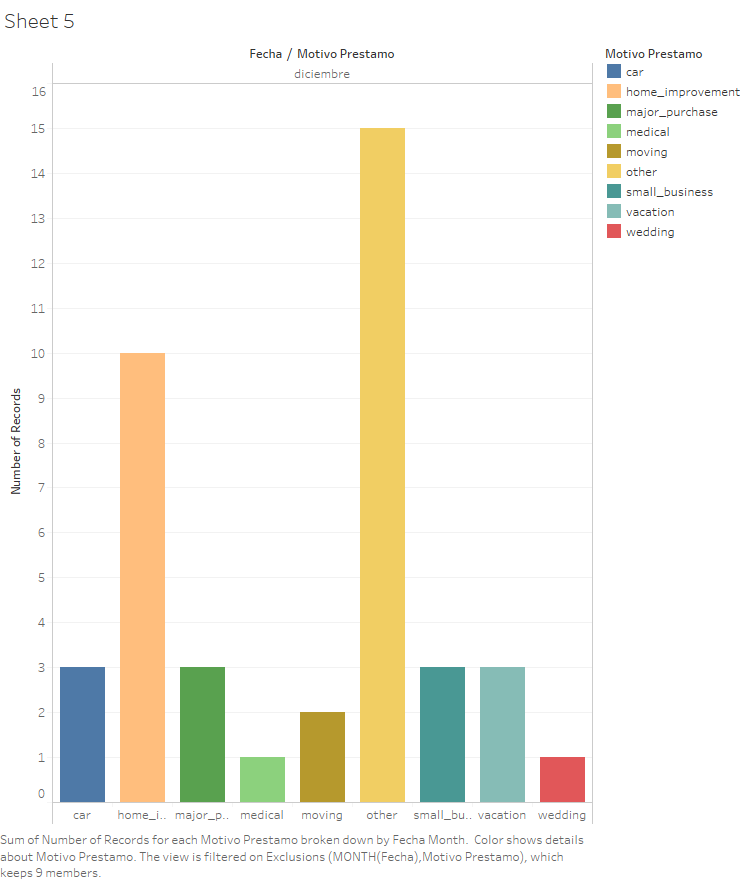 Sheet 5
Fecha / Motivo Prestamo
diciembre
16
15
14
13
12
11
10
9
8
7
6
5
4
3
2
1
0
Number of Records
car
home_i..
major_p..
medical
moving
other
small_bu..
vacation
wedding
Motivo Prestamo
car
home_improvement
major_purchase
medical
moving
other
small_business
vacation
wedding
Sum of Number of Records for each Motivo Prestamo broken down by Fecha Month.  Color shows details
about Motivo Prestamo. The view is filtered on Exclusions (MONTH(Fecha),Motivo Prestamo), which
keeps 9 members.